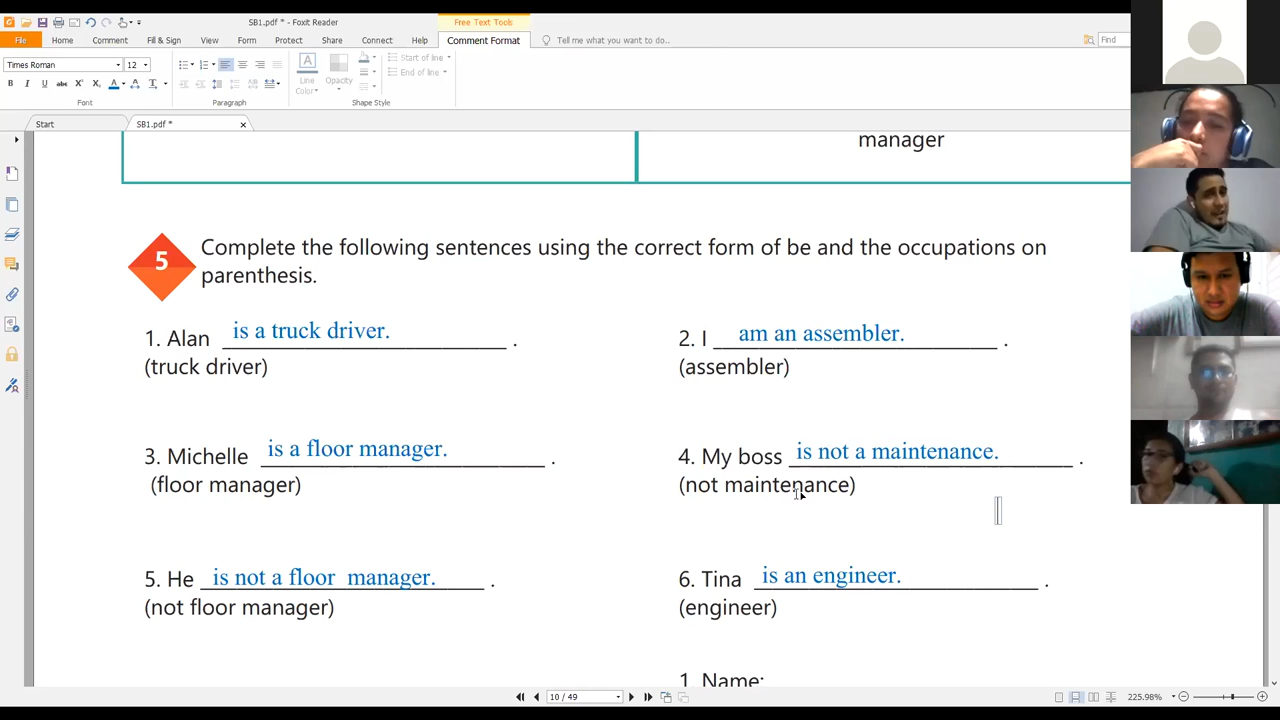 SB1.pdf * - Foxit Reader
Free Text Tools
File Home Comment Fill & Sign View Form Protect Share Connect Help Comment Format Tell me what you want to do.. Find
Times Roman 12
Start of line
End of line
Line Color
Opacity
Font Paragraph Shape Style
Start SB1.pdf *
manager
5 Complete the following sentences using the correct form of be and the occupations on
parenthesis.
1. Alan is a truck driver. .
(truck driver)
2. I am an assembler. .
(assembler)
3. Michelle is a floor manager. .
(floor manager)
4. My boss is not a maintenance. .
(not maintenance)
5. He is not a floor manager. .
(not floor manager)
6. Tina is an engineer. .
(engineer)
1. Name:
10 / 49
225.98%